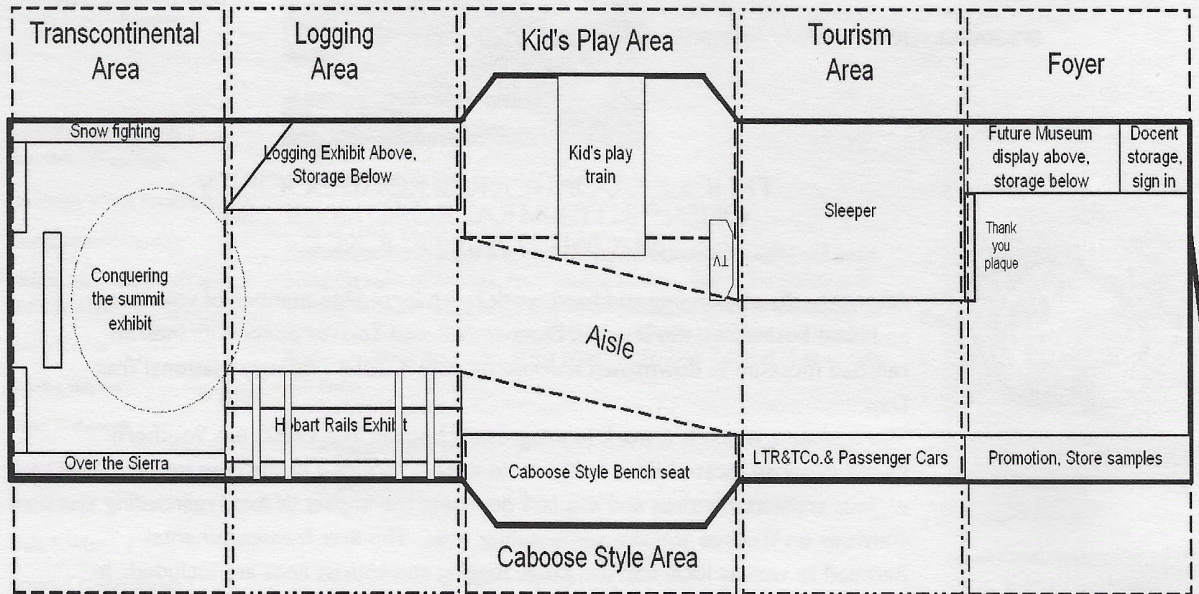 Transcontinental
Area
Logging
Area
Kid's Play Area
Tourism
Area
Foyer
Snow fighting
Logging Exhibit Above,
Storage Below
Kid's play
train
Future Museum
display above,
storage below
Docent
storage,
sign in
Sleeper
Thank
you
plaque
TV
Conquering
the summit
exhibit
Aisle
Hobart Rails Exhibit
Over the Sierra
Caboose Style Bench seat
LTR&TCo.& Passenger Cars
Promotion, Store samples
Caboose Style Area